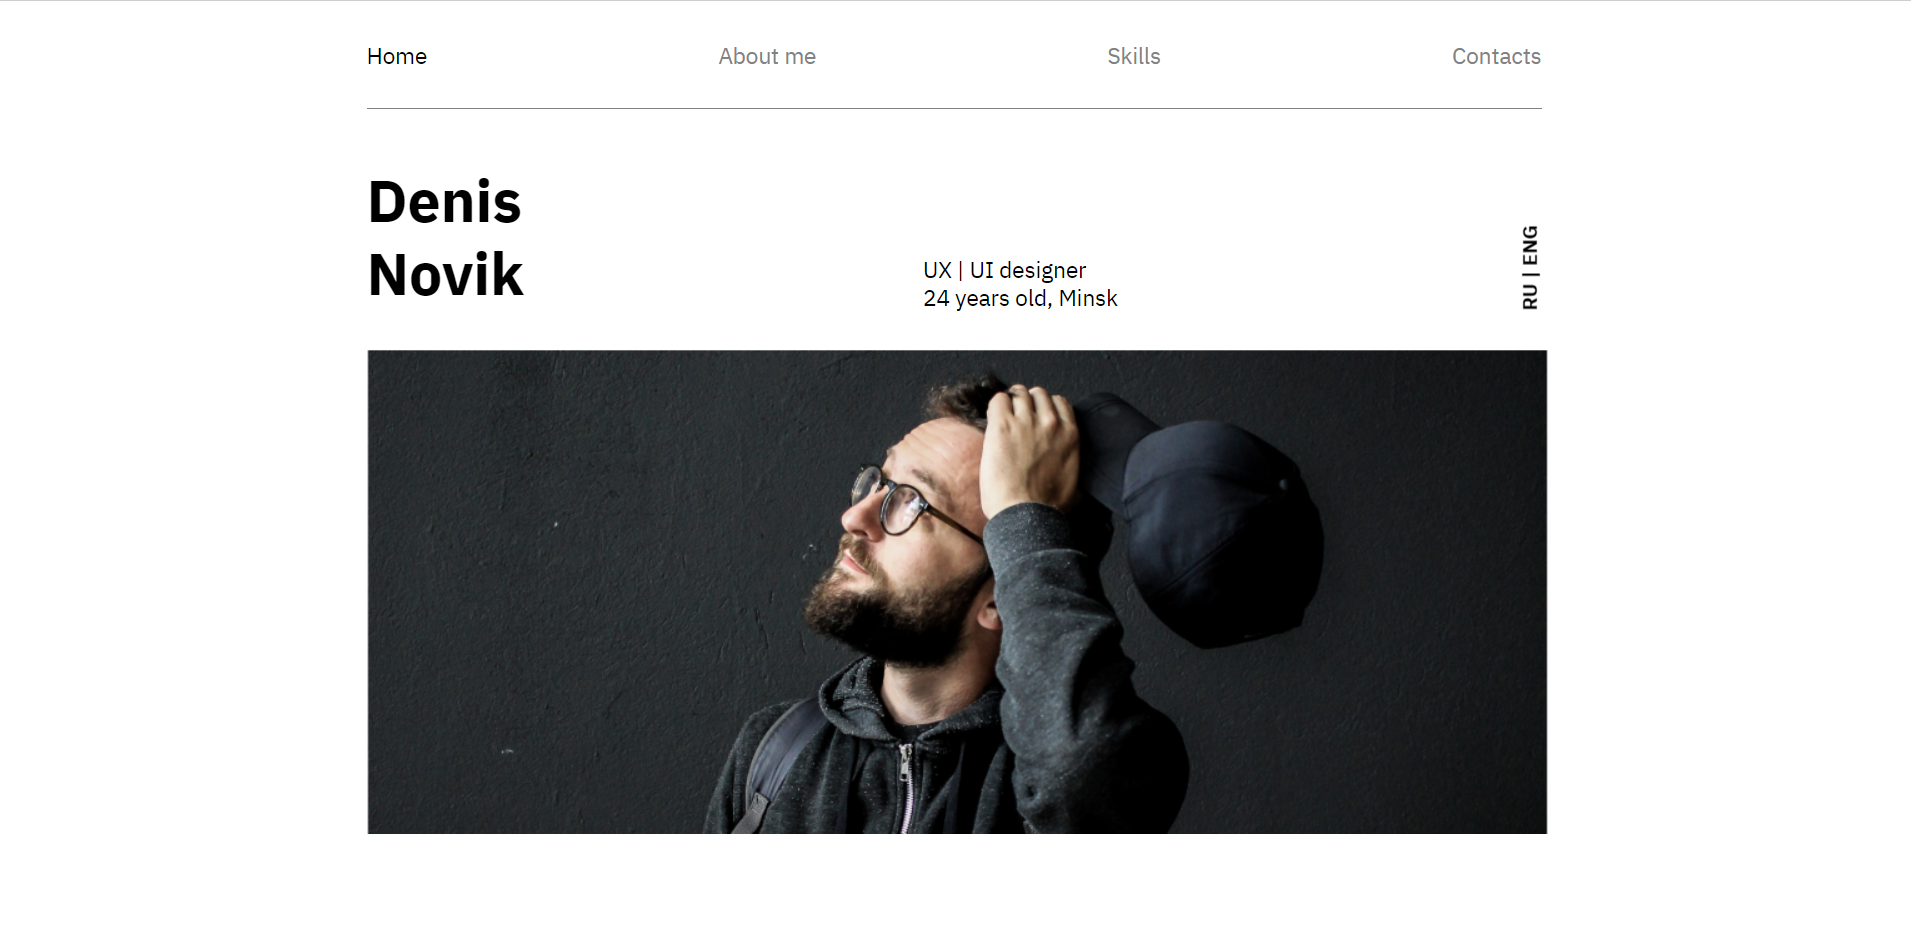 Home About me Skills Contacts
Denis
Novik
UX | UI designer
24 years old, Minsk
RU | ENG